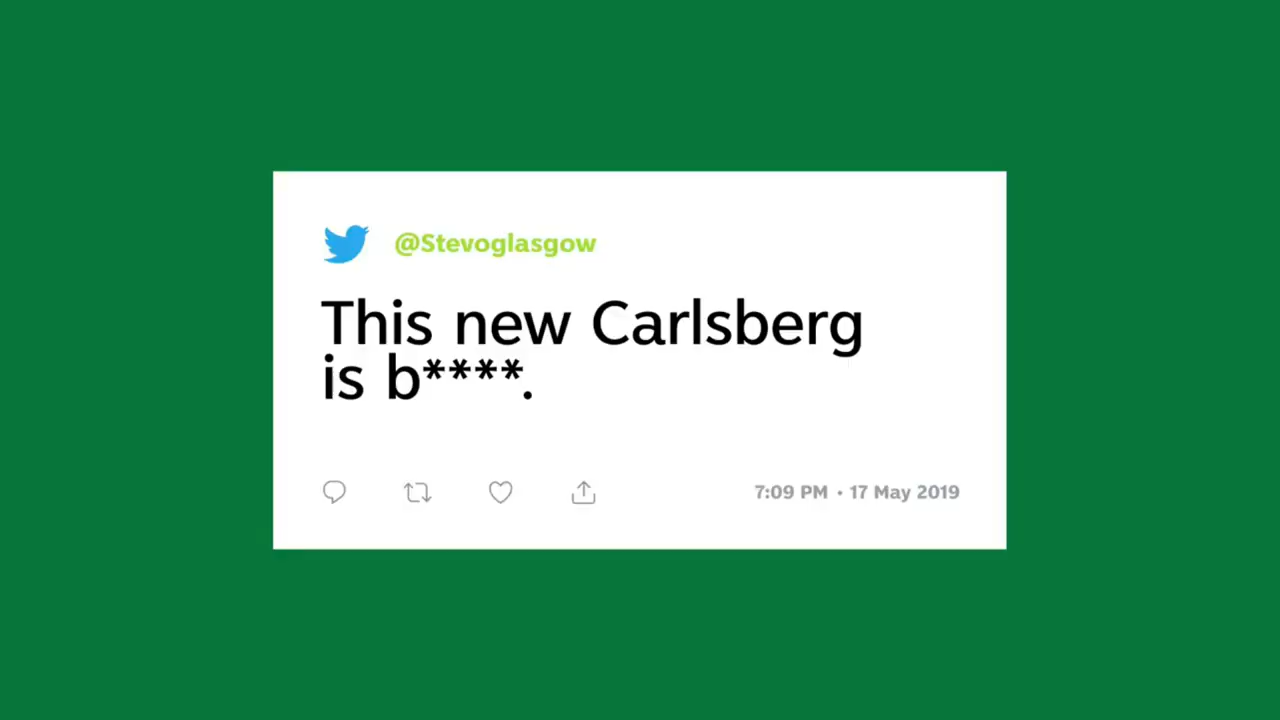 @Stevoglasgow
This new Carlsberg
is b****.
7:09 PM • 17 May 2019